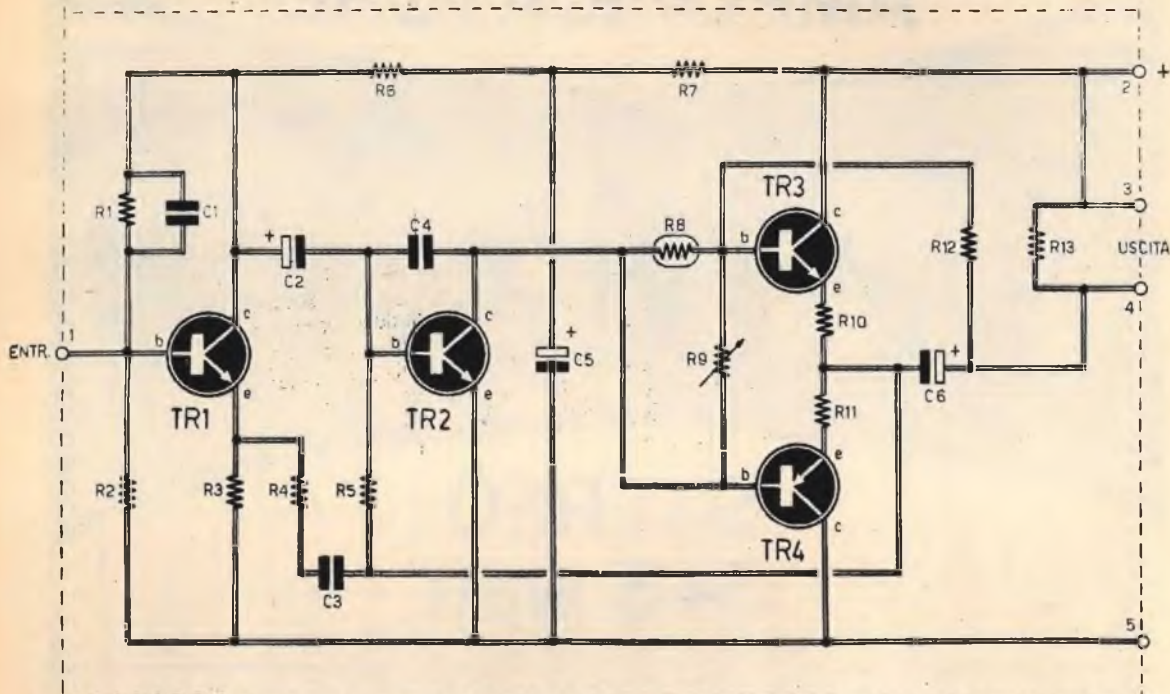 R6
R7
2
+
TR3
R1
C1
R8
3
C4
b
c
R12
R13
USCITA
+
C2
e
4
R10
1
c
c
+
ENTR.
b
b
R9
C5
+
C6
e
e
R11
TR1
TR2
e
b
R2
R3
R4
R5
c
TR4
C3
5